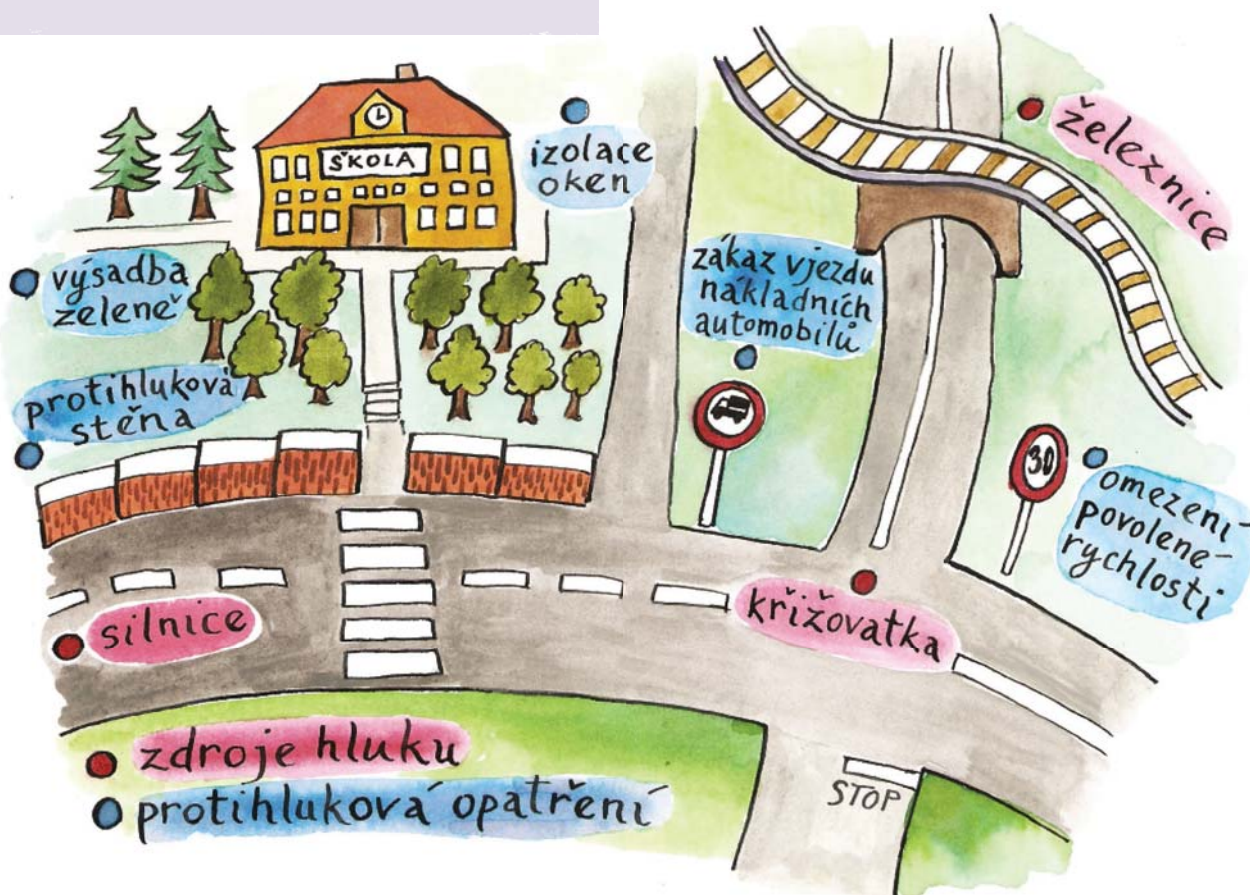 ŠKOLA
izolace
oken
železnice
výsadba
zeleně
zákaz vjezdu
nákladních
automobilů
protihluková
stěna
30
omezení
povolené
rychlosti
silnice
křižovatka
zdroje hluku
protihluková opatření
STOP